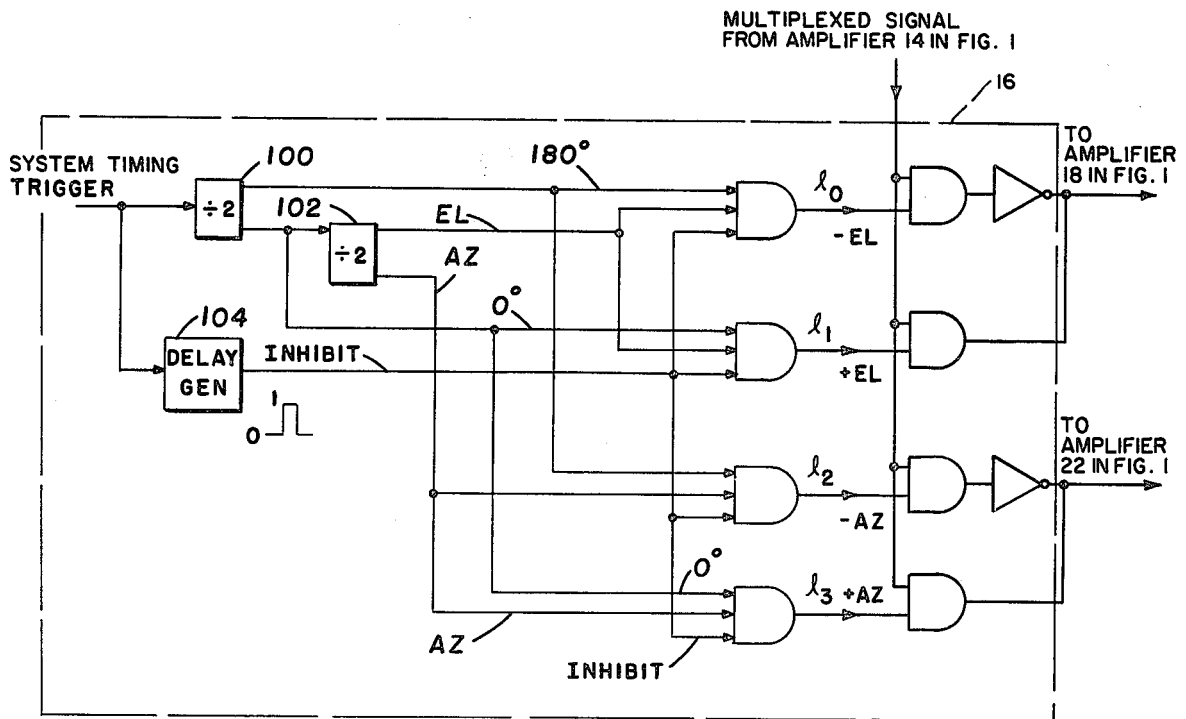 MULTIPLEXED SIGNAL
FROM AMPLIFIER 14 IN FIG. 1
16
SYSTEM TIMING
TRIGGER
100
÷2
102
÷2
180°
EL
AZ
0°
104
DELAY
GEN
INHIBIT
1
0
l0
-EL
l1
+EL
l2
-AZ
l3 +AZ
0°
AZ
INHIBIT
TO
AMPLIFIER
18 IN FIG. 1
TO
AMPLIFIER
22 IN FIG. 1